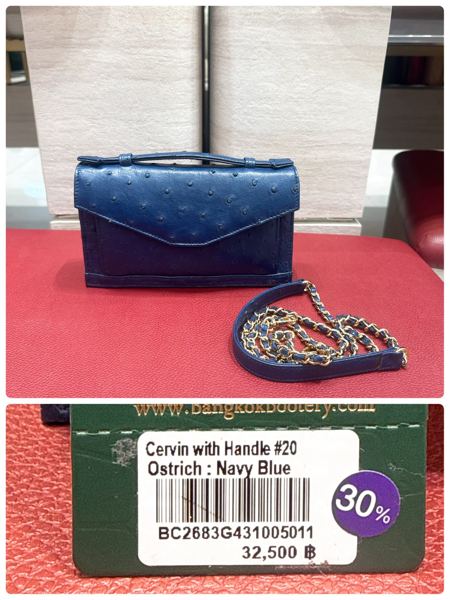 www.bangkokbootery.com
Cervin with Handle #20
Ostrich : Navy Blue
BC2683G431005011
32,500 ฿
30%